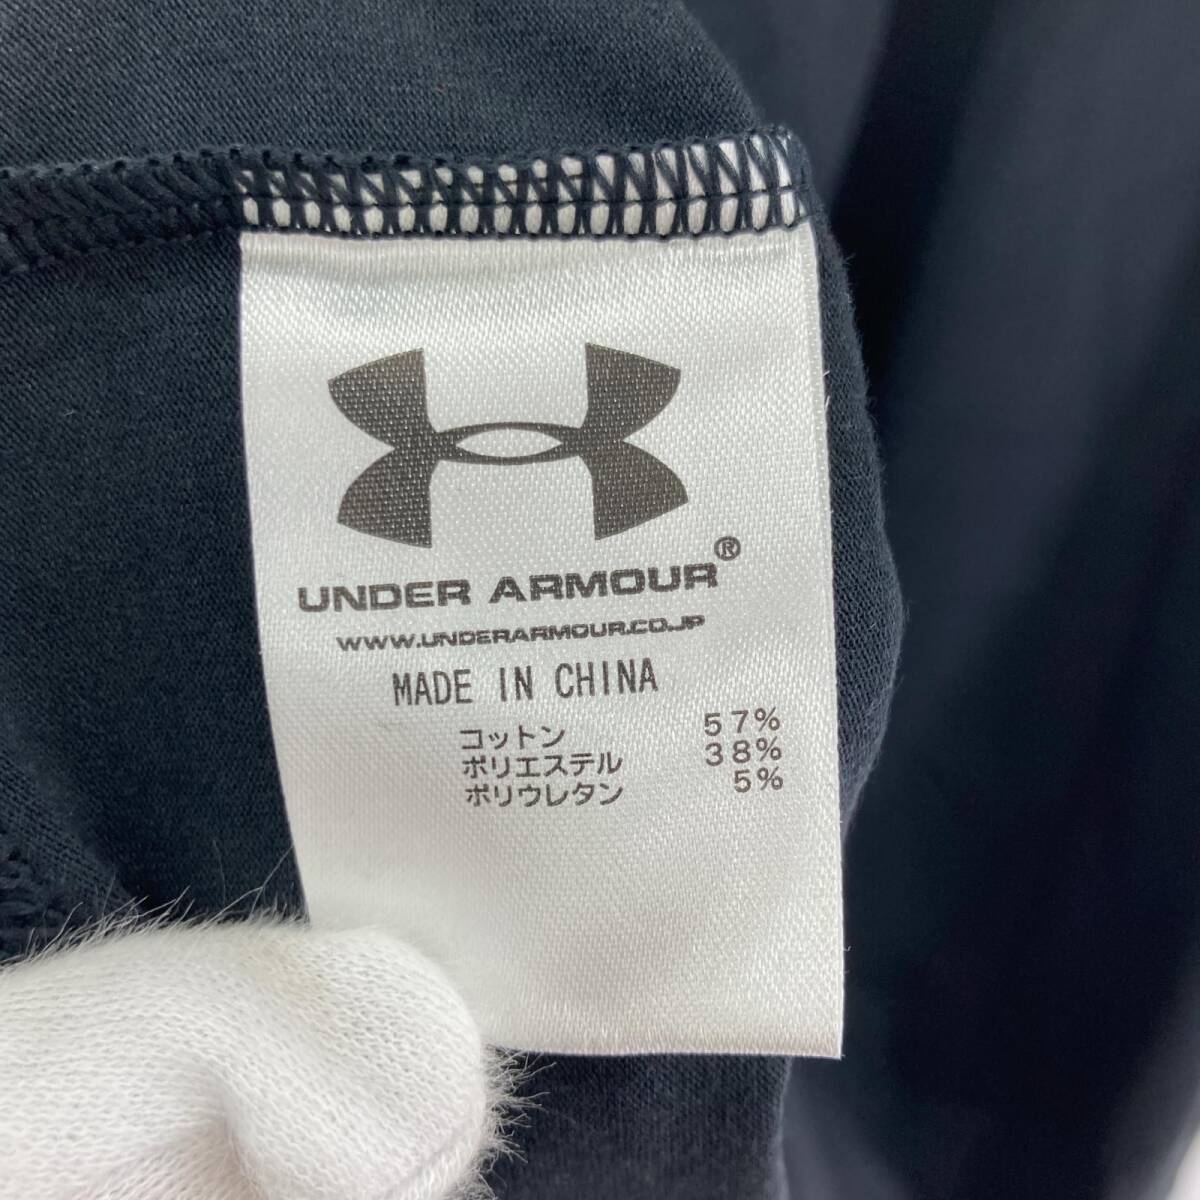 UNDER ARMOUR®
WWW.UNDERARMOUR.CO.JP
MADE IN CHINA
コットン 57%
ポリエステル 38%
ポリウレタン 5%